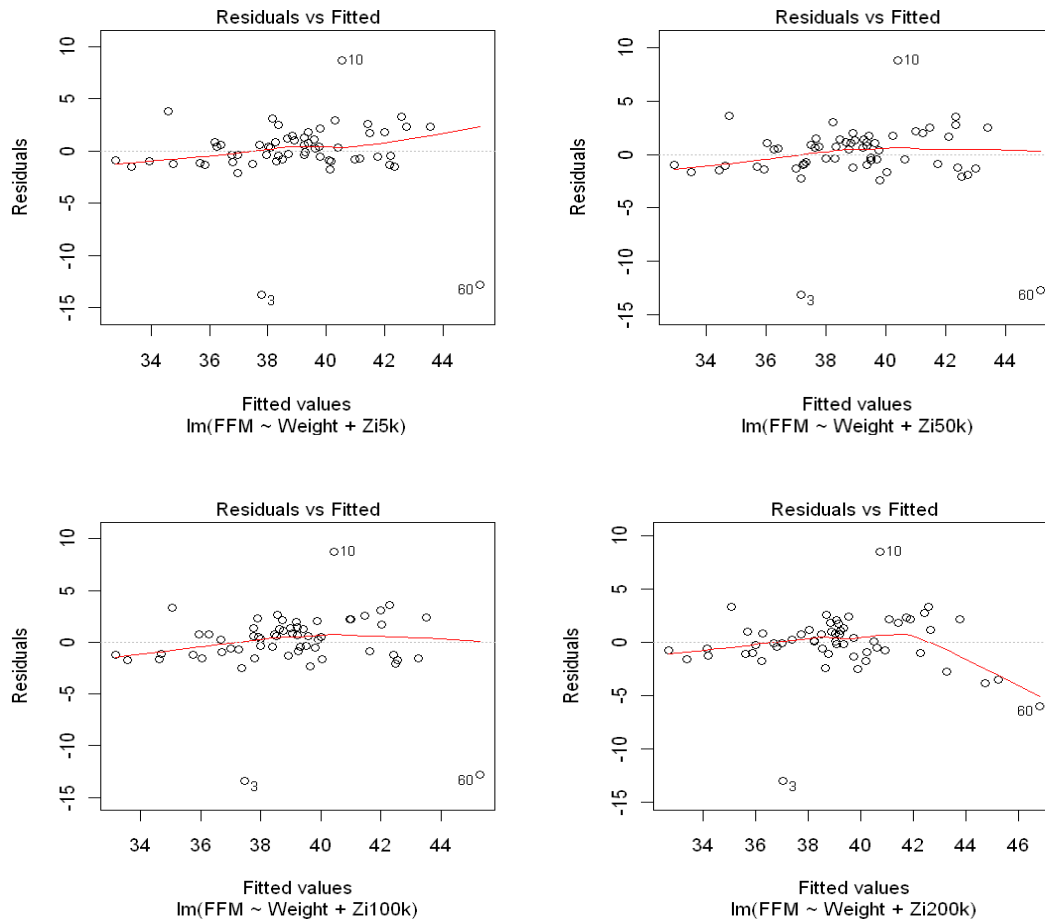 Residuals vs Fitted
10
5
0
-5
-10
-15
Residuals
10
3
60
34 36 38 40 42 44
Fitted values
lm(FFM ~ Weight + Zi5k)
Residuals vs Fitted
10
5
0
-5
-10
-15
Residuals
10
3
60
34 36 38 40 42 44
Fitted values
lm(FFM ~ Weight + Zi50k)
Residuals vs Fitted
10
5
0
-5
-10
-15
Residuals
10
3
60
34 36 38 40 42 44
Fitted values
lm(FFM ~ Weight + Zi100k)
Residuals vs Fitted
10
5
0
-5
-10
-15
Residuals
10
3
60
34 36 38 40 42 44 46
Fitted values
lm(FFM ~ Weight + Zi200k)